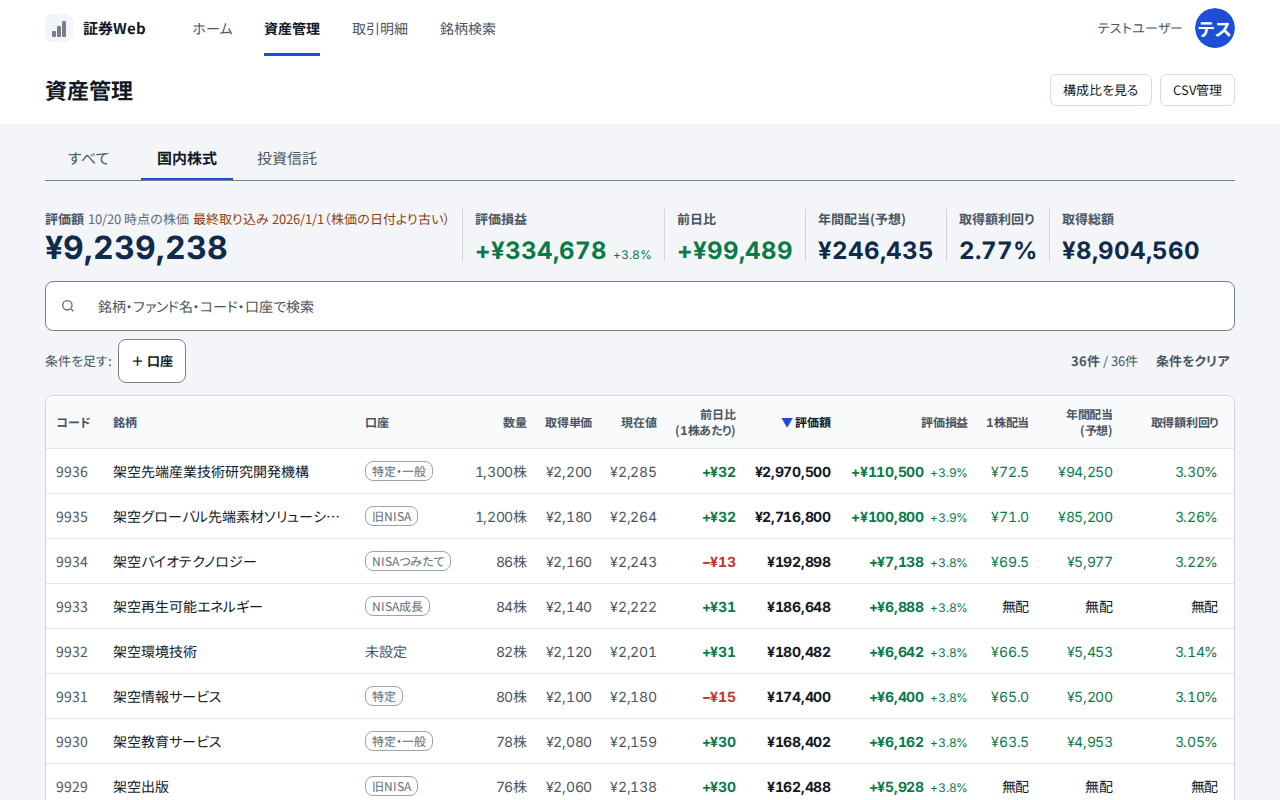 証券Web ホーム 資産管理 取引明細 銘柄検索 テストユーザー テス
資産管理 構成比を見る CSV管理
すべて 国内株式 投資信託
評価額 10/20 時点の株価 最終取り込み 2026/1/1（株価の日付より古い） 評価損益 前日比 年間配当(予想) 取得額利回り 取得総額
¥9,239,238 +¥334,678 +3.8% +¥99,489 ¥246,435 2.77% ¥8,904,560
銘柄・ファンド名・コード・口座で検索
条件を足す: ＋ 口座 36件 / 36件 条件をクリア
コード 銘柄 口座 数量 取得単価 現在値 前日比 (1株あたり) ▼評価額 評価損益 1株配当 年間配当 (予想) 取得額利回り
9936 架空先端産業技術研究開発機構 特定・一般 1,300株 ¥2,200 ¥2,285 +¥32 ¥2,970,500 +¥110,500 +3.9% ¥72.5 ¥94,250 3.30%
9935 架空グローバル先端素材ソリューシ… 旧NISA 1,200株 ¥2,180 ¥2,264 +¥32 ¥2,716,800 +¥100,800 +3.9% ¥71.0 ¥85,200 3.26%
9934 架空バイオテクノロジー NISAつみたて 86株 ¥2,160 ¥2,243 −¥13 ¥192,898 +¥7,138 +3.8% ¥69.5 ¥5,977 3.22%
9933 架空再生可能エネルギー NISA成長 84株 ¥2,140 ¥2,222 +¥31 ¥186,648 +¥6,888 +3.8% 無配 無配 無配
9932 架空環境技術 未設定 82株 ¥2,120 ¥2,201 +¥31 ¥180,482 +¥6,642 +3.8% ¥66.5 ¥5,453 3.14%
9931 架空情報サービス 特定 80株 ¥2,100 ¥2,180 −¥15 ¥174,400 +¥6,400 +3.8% ¥65.0 ¥5,200 3.10%
9930 架空教育サービス 特定・一般 78株 ¥2,080 ¥2,159 +¥30 ¥168,402 +¥6,162 +3.8% ¥63.5 ¥4,953 3.05%
9929 架空出版 旧NISA 76株 ¥2,060 ¥2,138 +¥30 ¥162,488 +¥5,928 +3.8% 無配 無配 無配